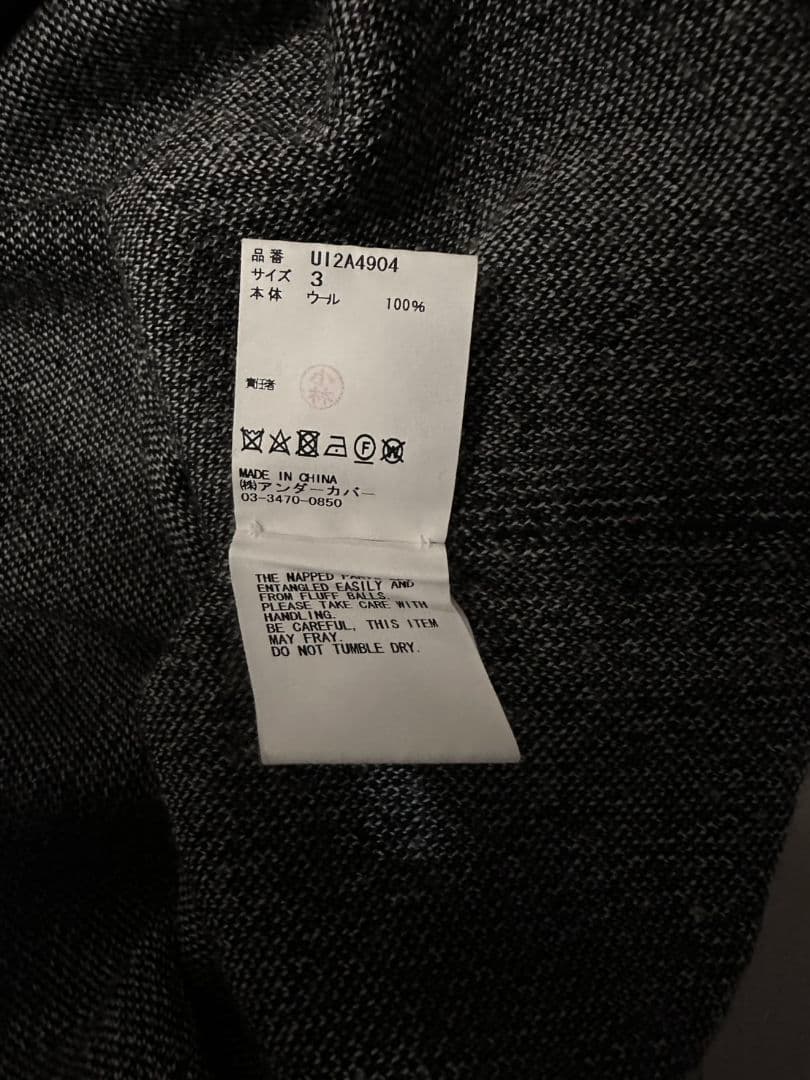 品番 UI2A4904
サイズ 3
本体 ウール 100%
責任者 小林
MADE IN CHINA
㈱アンダーカバー
03-3470-0850
THE NAPPED
ENTANGLED EASILY AND
FROM FLUFF BALLS.
PLEASE TAKE CARE WITH
HANDLING.
BE CAREFUL, THIS ITEM
MAY FRAY.
DO NOT TUMBLE DRY.